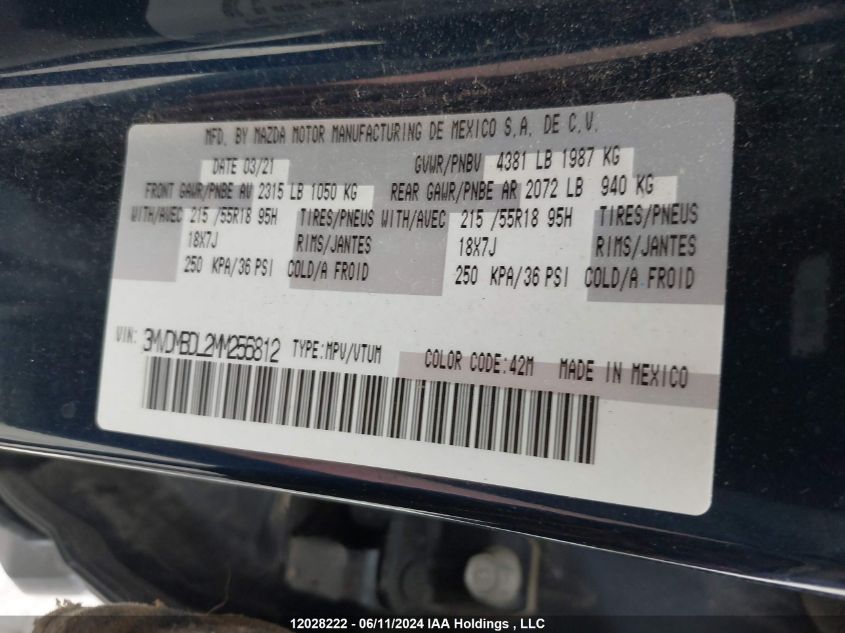 MFD. BY MAZDA MOTOR MANUFACTURING DE MEXICO S.A. DE C.V.
DATE 03/21 GVWR/PNBV 4381 LB 1987 KG
FRONT GAWR/PNBE AV 2315 LB 1050 KG REAR GAWR/PNBE AR 2072 LB 940 KG
WITH/AVEC 215 /55R18 95H TIRES/PNEUS WITH/AVEC 215 /55R18 95H TIRES/PNEUS
18X7J RIMS/JANTES 18X7J RIMS/JANTES
250 KPA/36 PSI COLD/A FROID 250 KPA/36 PSI COLD/A FROID
VIN: 3MVDMBDL2MM256812 TYPE:MPV/VTUM COLOR CODE:42M MADE IN MEXICO
12028222 - 06/11/2024 IAA Holdings , LLC